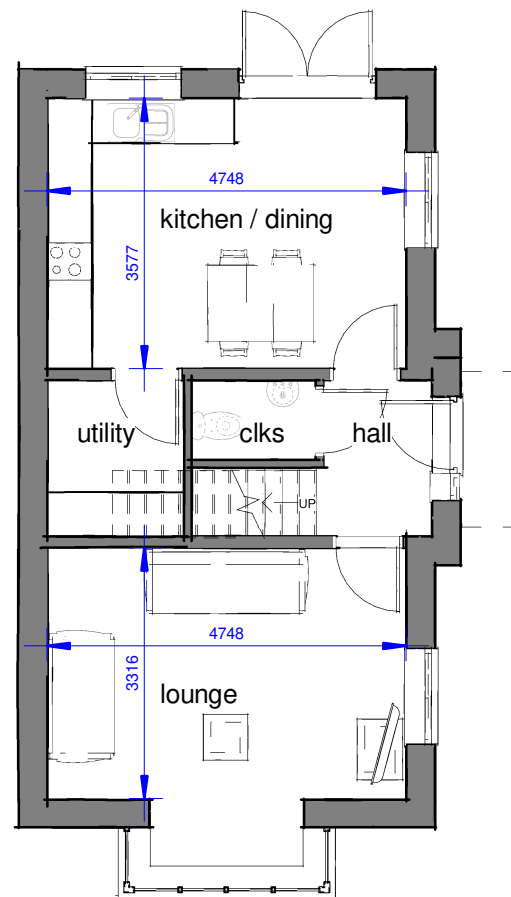 4748
kitchen / dining
3577
utility
clks
hall
UP
4748
3316
lounge